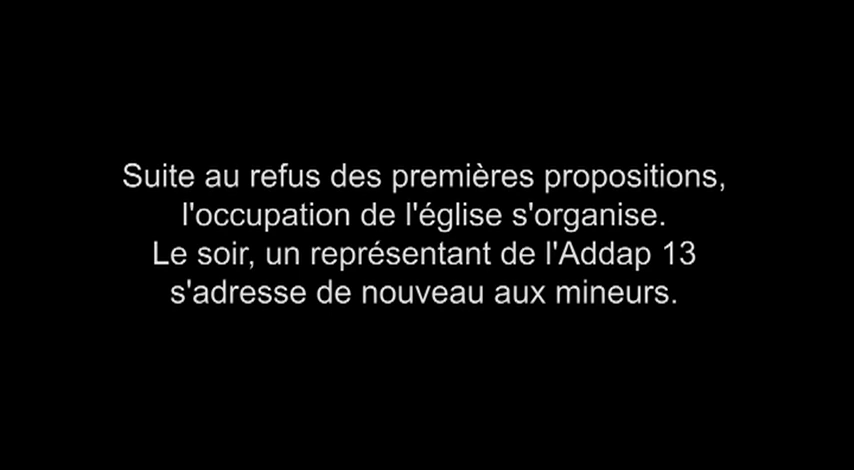 Suite au refus des premières propositions,
l'occupation de l'église s'organise.
Le soir, un représentant de l'Addap 13
s'adresse de nouveau aux mineurs.